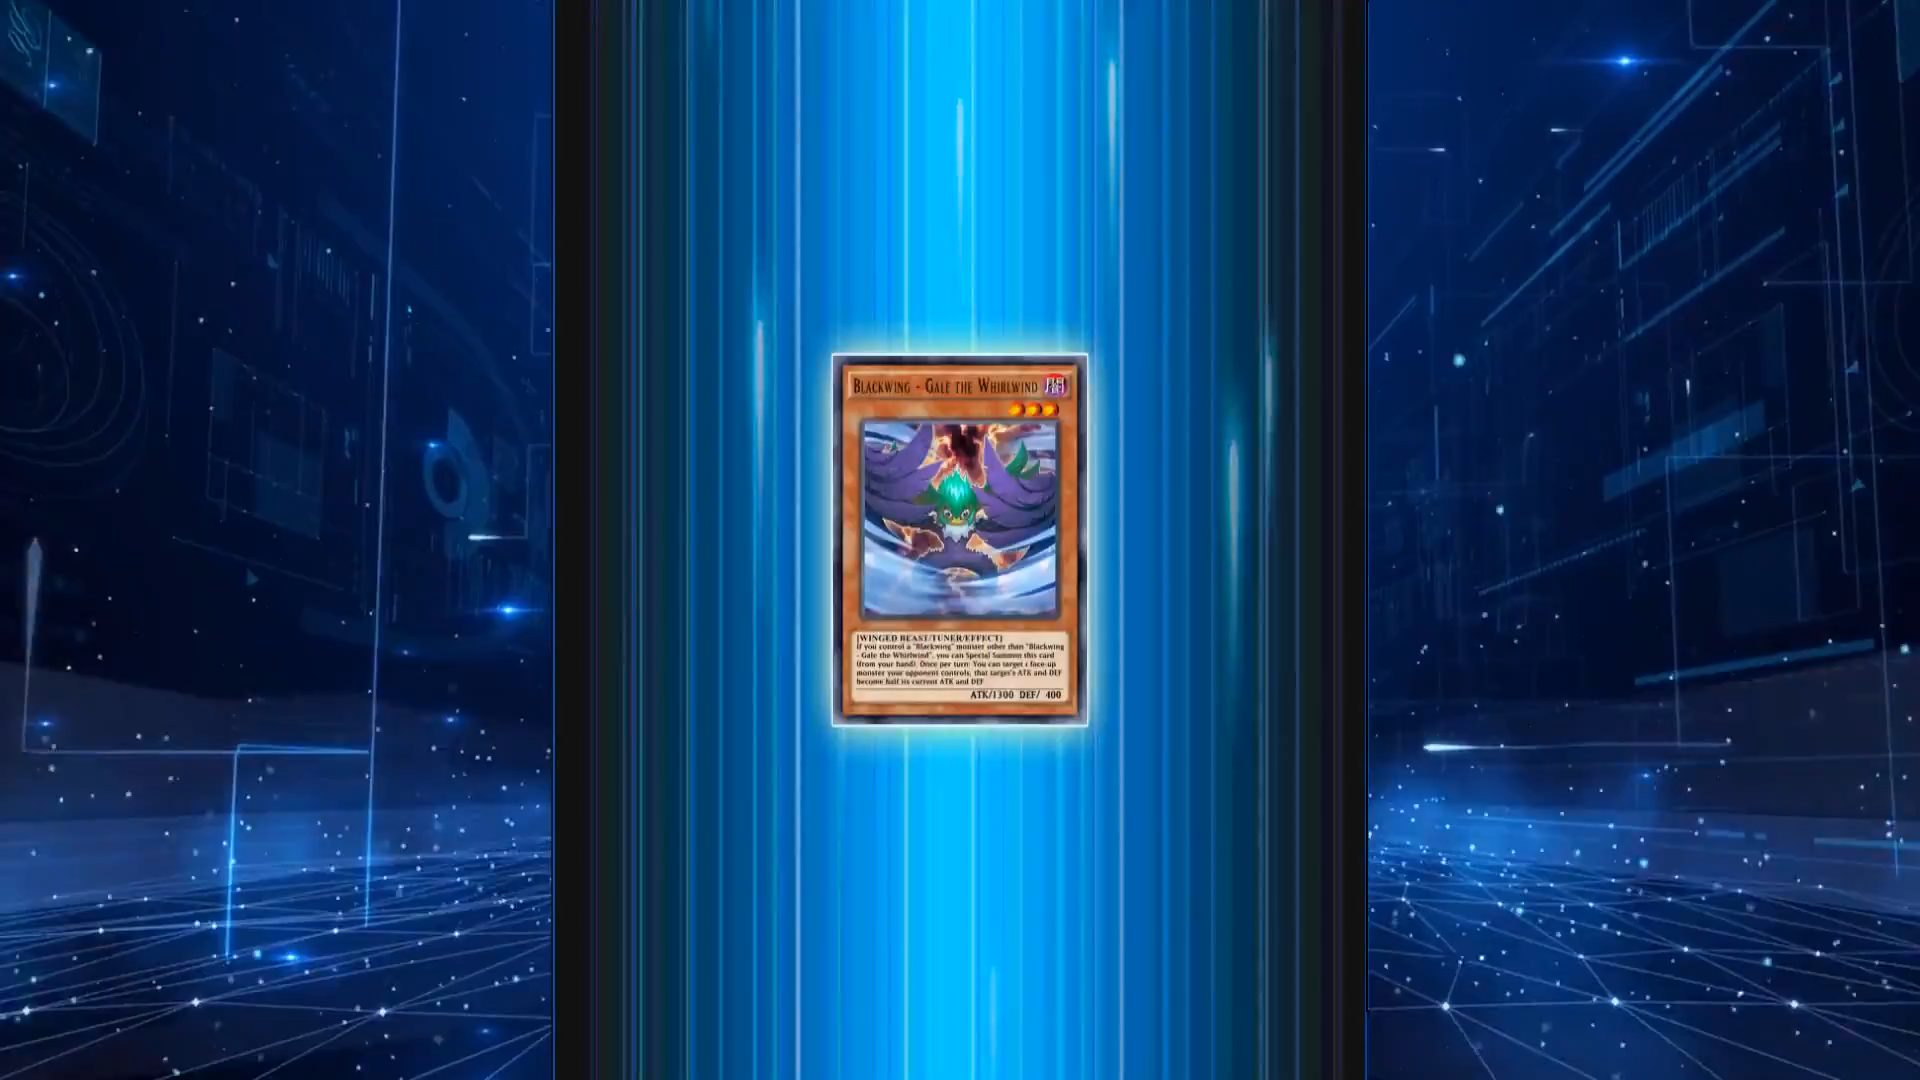 BLACKWING - GALE THE WHIRLWIND
[WINGED BEAST/TUNER/EFFECT]
If you control a "Blackwing" monster other than "Blackwing
- Gale the Whirlwind", you can Special Summon this card
(from your hand). Once per turn: You can target 1 face-up
monster your opponent controls; that target's ATK and DEF
become half its current ATK and DEF.
ATK/1300 DEF/ 400